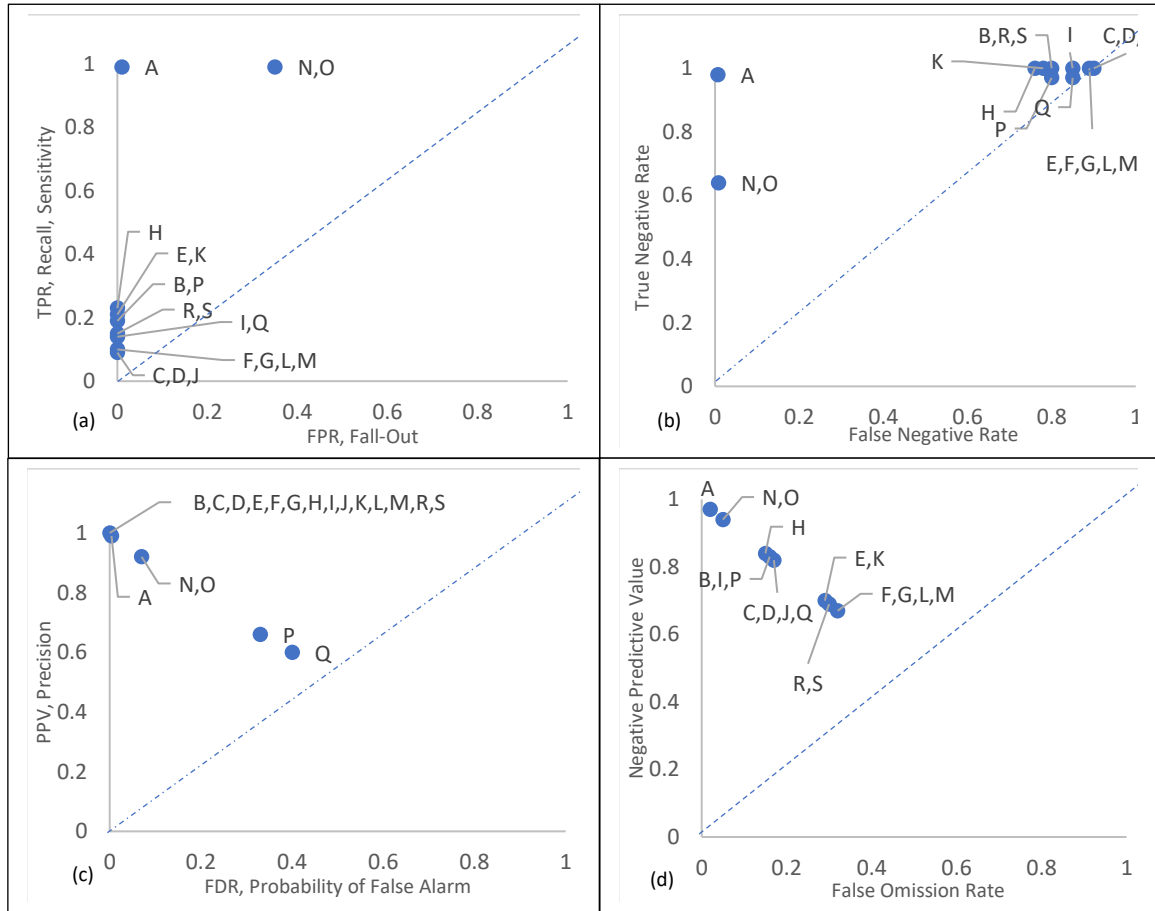 1
0.8
0.6
0.4
0.2
0
TPR, Recall, Sensitivity
A
N,O
H
E,K
B,P
R,S
I,Q
F,G,L,M
C,D,J
0 0.2 0.4 0.6 0.8 1
(a)
FPR, Fall-Out
1
0.8
0.6
0.4
0.2
0
True Negative Rate
B,R,S
I
C,D,
K
A
H
P
Q
E,F,G,L,M
N,O
0 0.2 0.4 0.6 0.8 1
(b)
False Negative Rate
1
0.8
0.6
0.4
0.2
0
PPV, Precision
B,C,D,E,F,G,H,I,J,K,L,M,R,S
N,O
A
P
Q
0 0.2 0.4 0.6 0.8 1
(c)
FDR, Probability of False Alarm
1
0.8
0.6
0.4
0.2
0
Negative Predictive Value
A
N,O
H
E,K
B,I,P
C,D,J,Q
F,G,L,M
R,S
0 0.2 0.4 0.6 0.8 1
(d)
False Omission Rate